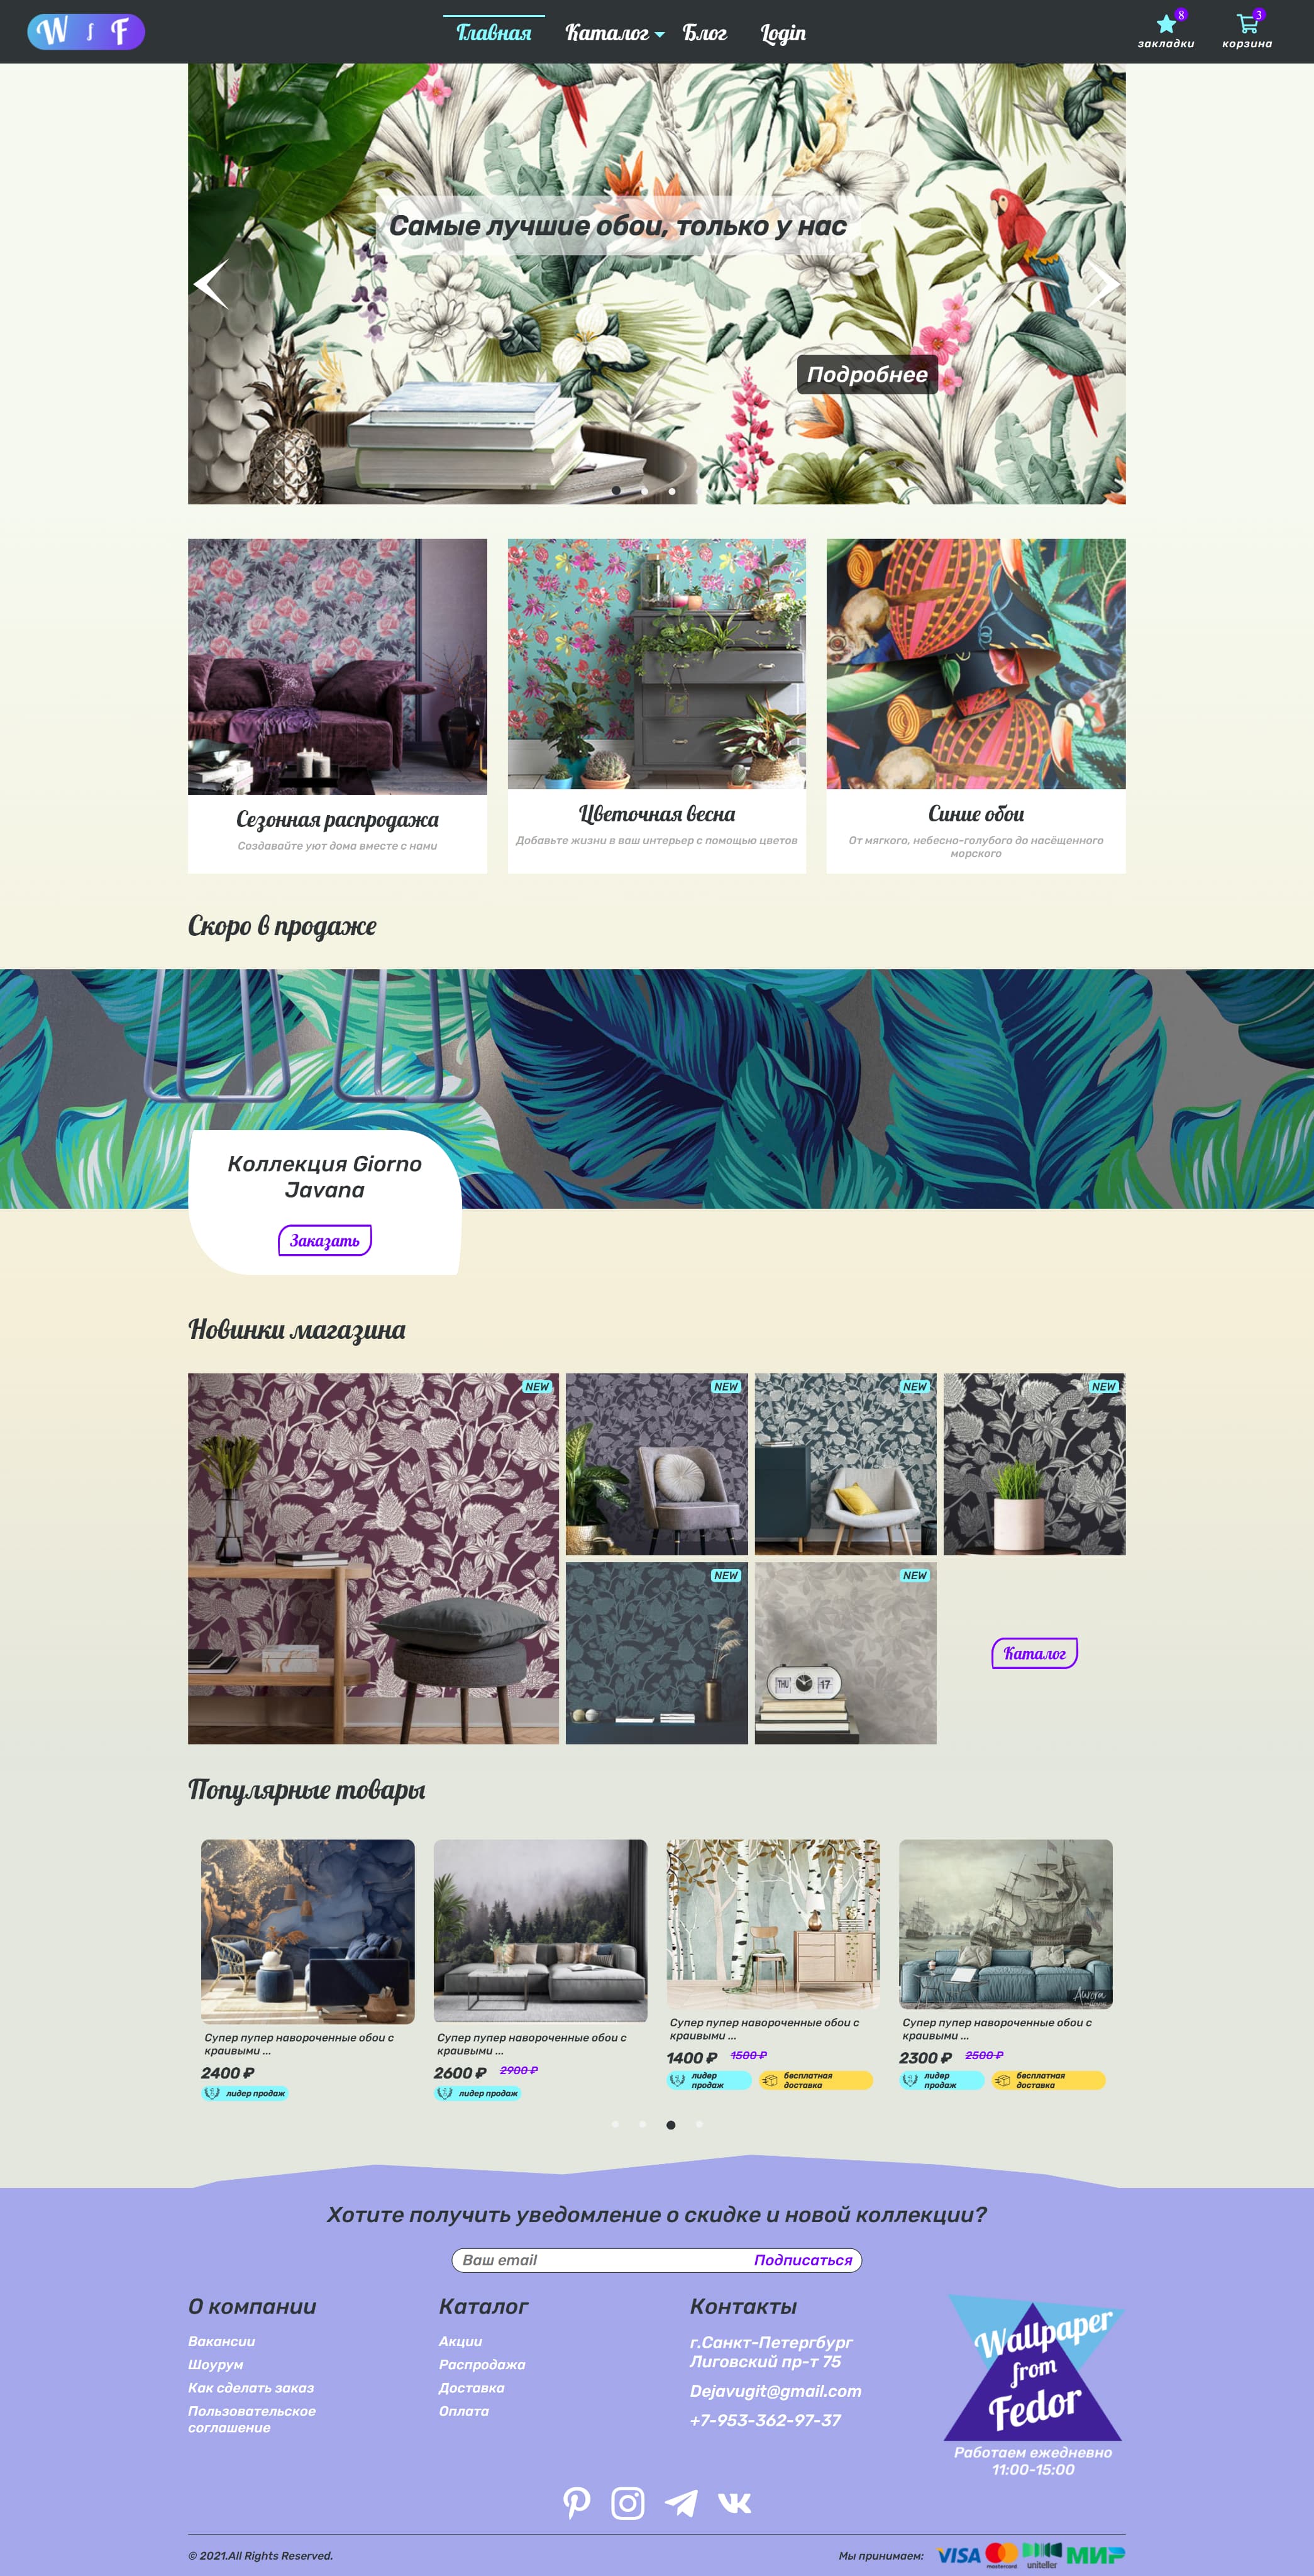 W ʃ F
Главная
Каталог
Блог
Login
8
закладки
3
корзина
Самые лучшие обои, только у нас
Подробнее
Сезонная распродажа
Создавайте уют дома вместе с нами
Цветочная весна
Добавьте жизни в ваш интерьер с помощью цветов
Синие обои
От мягкого, небесно-голубого до насёщенного
морского
Скоро в продаже
Коллекция Giorno
Javana
Заказать
Новинки магазина
NEW
NEW
NEW
NEW
NEW
NEW
THU 17
Каталог
Популярные товары
Aurora
Супер пупер навороченные обои с
краивыми ...
2400 ₽
лидер продаж
Супер пупер навороченные обои с
краивыми ...
2600 ₽ 2900 ₽
лидер продаж
Супер пупер навороченные обои с
краивыми ...
1400 ₽ 1500 ₽
лидер
продаж
бесплатная
доставка
Супер пупер навороченные обои с
краивыми ...
2300 ₽ 2500 ₽
лидер
продаж
бесплатная
доставка
Хотите получить уведомление о скидке и новой коллекции?
Ваш email
Подписаться
О компании
Вакансии
Шоурум
Как сделать заказ
Пользовательское
соглашение
Каталог
Акции
Распродажа
Доставка
Оплата
Контакты
г.Санкт-Петергбург
Лиговский пр-т 75
Dejavugit@gmail.com
+7-953-362-97-37
Wallpaper
from
Fedor
Работаем ежедневно
11:00-15:00
© 2021.All Rights Reserved.
Мы принимаем:
VISA
mastercard
uniteller
МИР